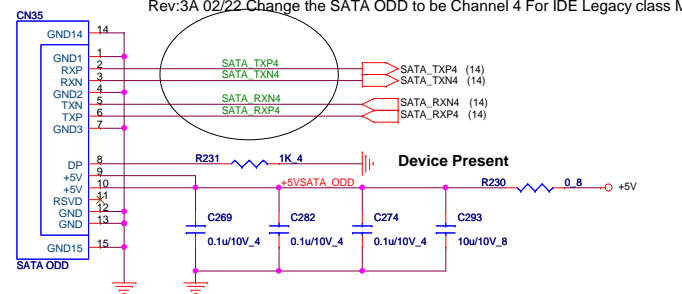 Rev:3A 02/22 Change the SATA ODD to be Channel 4 For IDE Legacy class M
CN35
GND14 14
GND1 1
RXP 2 SATA_TXP4 SATA_TXP4 (14)
RXN 3 SATA_TXN4 SATA_TXN4 (14)
GND2 4
TXN 5 SATA_RXN4 SATA_RXN4 (14)
TXP 6 SATA_RXP4 SATA_RXP4 (14)
GND3 7
DP 8 R231 1K_4 Device Present
+5V 9
+5V 10 +5VSATA_ODD R230 0_8 +5V
RSVD 11
GND 12
GND 13
C269 C282 C274 C293
0.1u/10V_4 0.1u/10V_4 0.1u/10V_4 10u/10V_8
GND15 15
SATA ODD